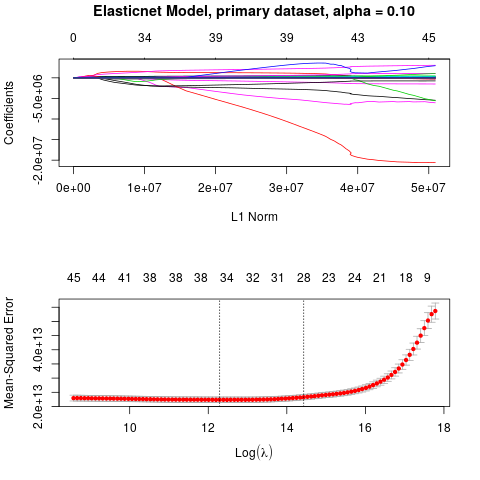 Elasticnet Model, primary dataset, alpha = 0.10
0 34 39 39 43 45
Coefficients
-5.0e+06
-2.0e+07
0e+00 1e+07 2e+07 3e+07 4e+07 5e+07
L1 Norm
45 44 41 38 38 38 34 32 31 28 23 24 21 18 9
Mean-Squared Error
4.0e+13
2.0e+13
10 12 14 16 18
Log(λ)